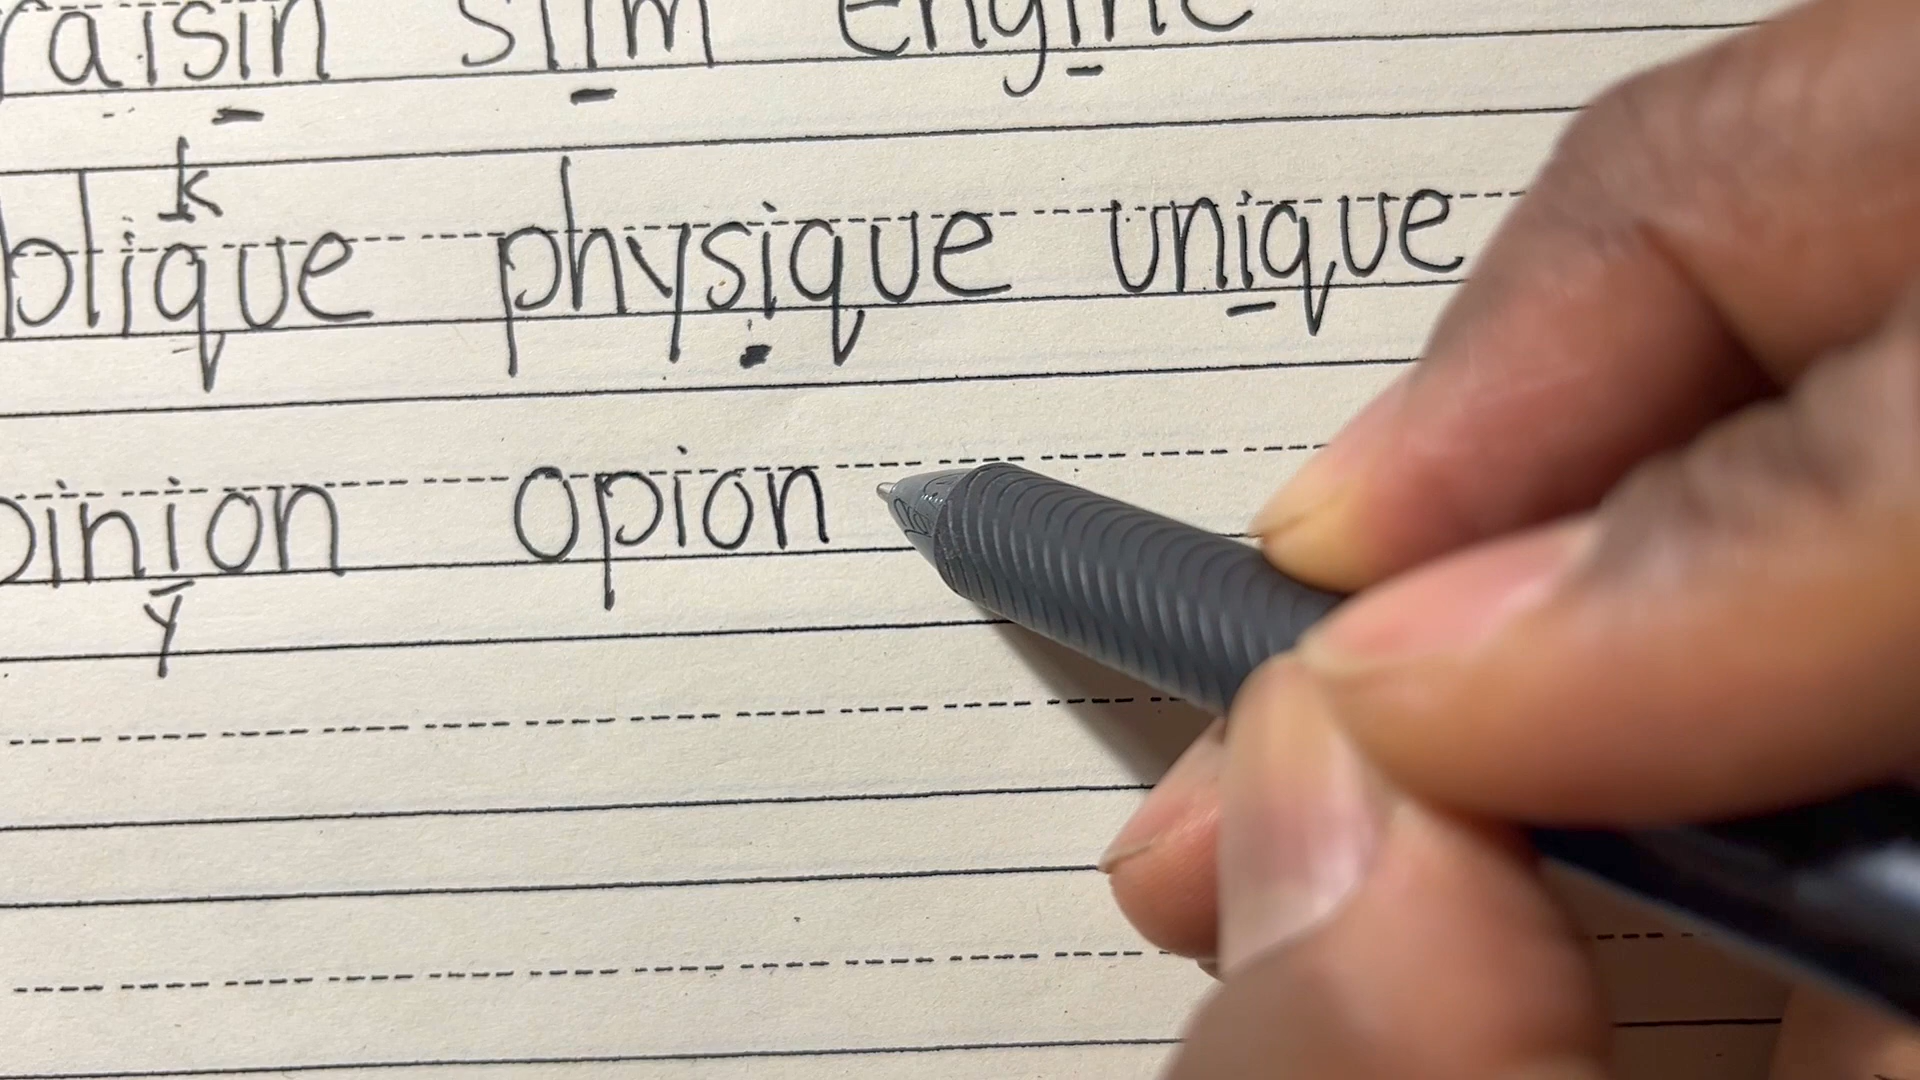 raisin slim engine
k
blique physique unique
pinion opion
y